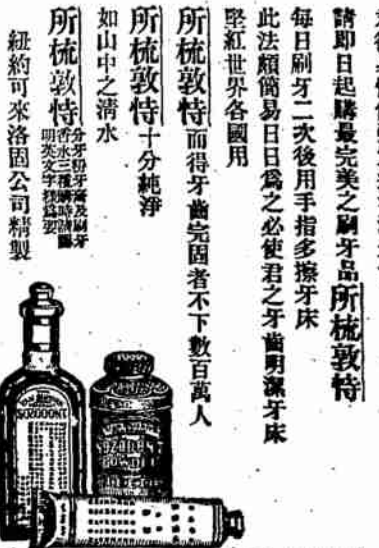 請即日起購最完美之刷牙品所梳敦恃
每日刷牙二次後用手指多擦牙床
此法頗簡易日日爲之必使君之牙齒明潔牙床
堅紅世界各國用
所梳敦恃而得牙齒完固者不下數百萬人
所梳敦恃十分純淨
如山中之清水
所梳敦恃分牙粉牙膏及刷牙
香水三種購時請認
明英文字樣爲要
紐約可來洛固公司精製
SOZODONT